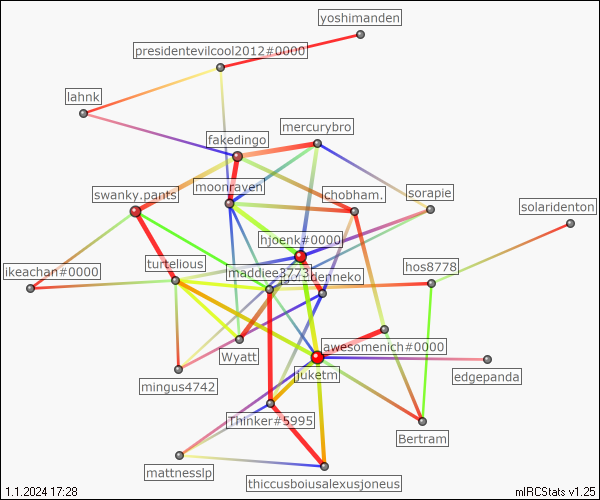 yoshimanden
presidentevilcool2012#0000
lahnk
mercurybro
fakedingo
moonraven
swanky.pants
chobham.
sorapie
solaridenton
hjoenk#0000
turtelious
ikeachan#0000
hos8778
maddiee3773
denneko
awesomenich#0000
Wyatt
juketm
edgepanda
mingus4742
Thinker#5995
Bertram
mattnesslp
thiccusboiusalexusjoneus
1.1.2024 17:28
mIRCStats v1.25